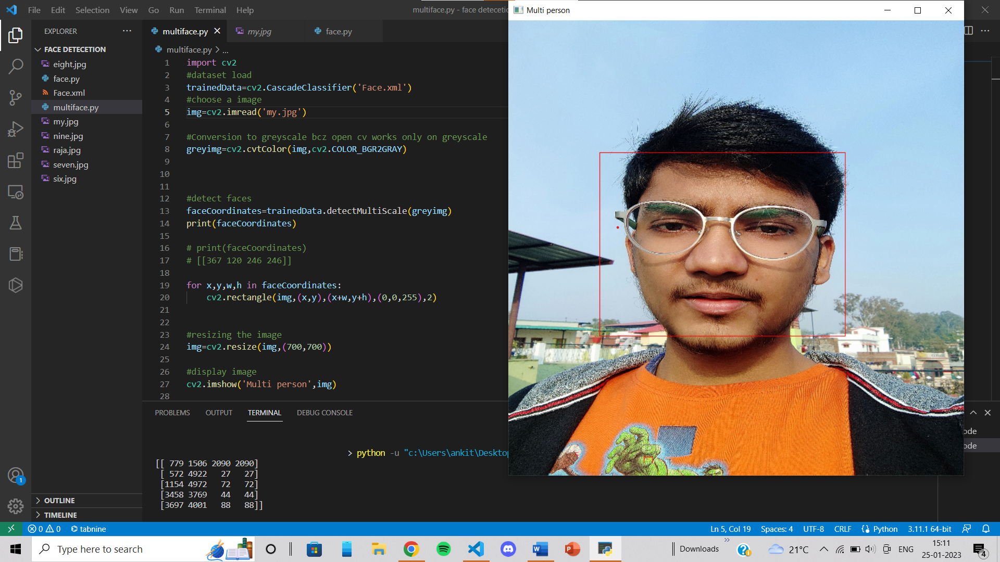 File Edit Selection View Go Run Terminal Help
multiface.py - face detecetio
Multi person
EXPLORER
multiface.py
my.jpg
face.py
FACE DETECETION
eight.jpg
face.py
Face.xml
multiface.py
my.jpg
nine.jpg
raja.jpg
seven.jpg
six.jpg
OUTLINE
TIMELINE
multiface.py > ...
1 import cv2
2 #dataset load
3 trainedData=cv2.CascadeClassifier('Face.xml')
4 #choose a image
5 img=cv2.imread('my.jpg')
6
7 #Conversion to greyscale bcz open cv works only on greyscale
8 greyimg=cv2.cvtColor(img,cv2.COLOR_BGR2GRAY)
9
10
11
12 #detect faces
13 faceCoordinates=trainedData.detectMultiScale(greyimg)
14 print(faceCoordinates)
15
16 # print(faceCoordinates)
17 # [[367 120 246 246]]
18
19 for x,y,w,h in faceCoordinates:
20 cv2.rectangle(img,(x,y),(x+w,y+h),(0,0,255),2)
21
22
23 #resizing the image
24 img=cv2.resize(img,(700,700))
25
26 #display image
27 cv2.imshow('Multi person',img)
28
PROBLEMS OUTPUT TERMINAL DEBUG CONSOLE
> python -u "c:\Users\ankit\Desktop
[[ 779 1506 2090 2090]
[ 572 4922 27 27]
[1154 4972 72 72]
[3458 3769 44 44]
[3697 4001 88 88]]
ode
ode
1
0 0 tabnine
Ln 5, Col 19 Spaces: 4 UTF-8 CRLF Python 3.11.1 64-bit
Type here to search
Downloads
21°C
ENG
15:11
25-01-2023
4